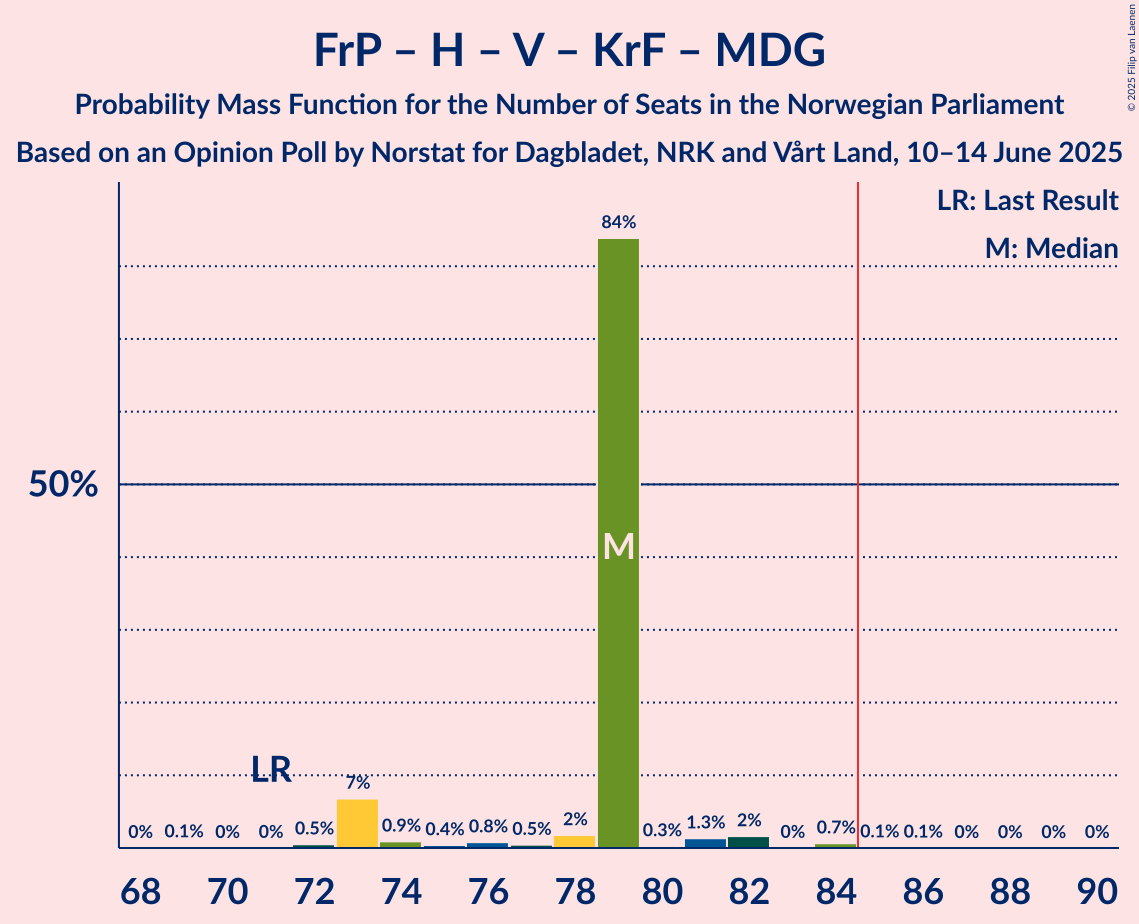 FrP – H – V – KrF – MDG
Probability Mass Function for the Number of Seats in the Norwegian Parliament
Based on an Opinion Poll by Norstat for Dagbladet, NRK and Vårt Land, 10–14 June 2025
© 2025 Filip van Laenen
LR: Last Result
M: Median
84%
50%
M
LR
0% 0.1% 0% 0% 0.5% 7% 0.9% 0.4% 0.8% 0.5% 2% 0.3% 1.3% 2% 0% 0.7% 0.1% 0.1% 0% 0% 0% 0%
68 70 72 74 76 78 80 82 84 86 88 90